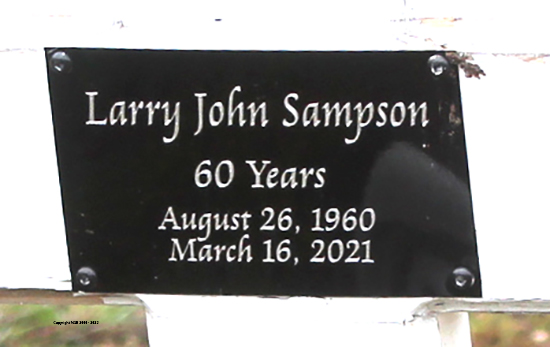 Larry John Sampson
60 Years
August 26, 1960
March 16, 2021